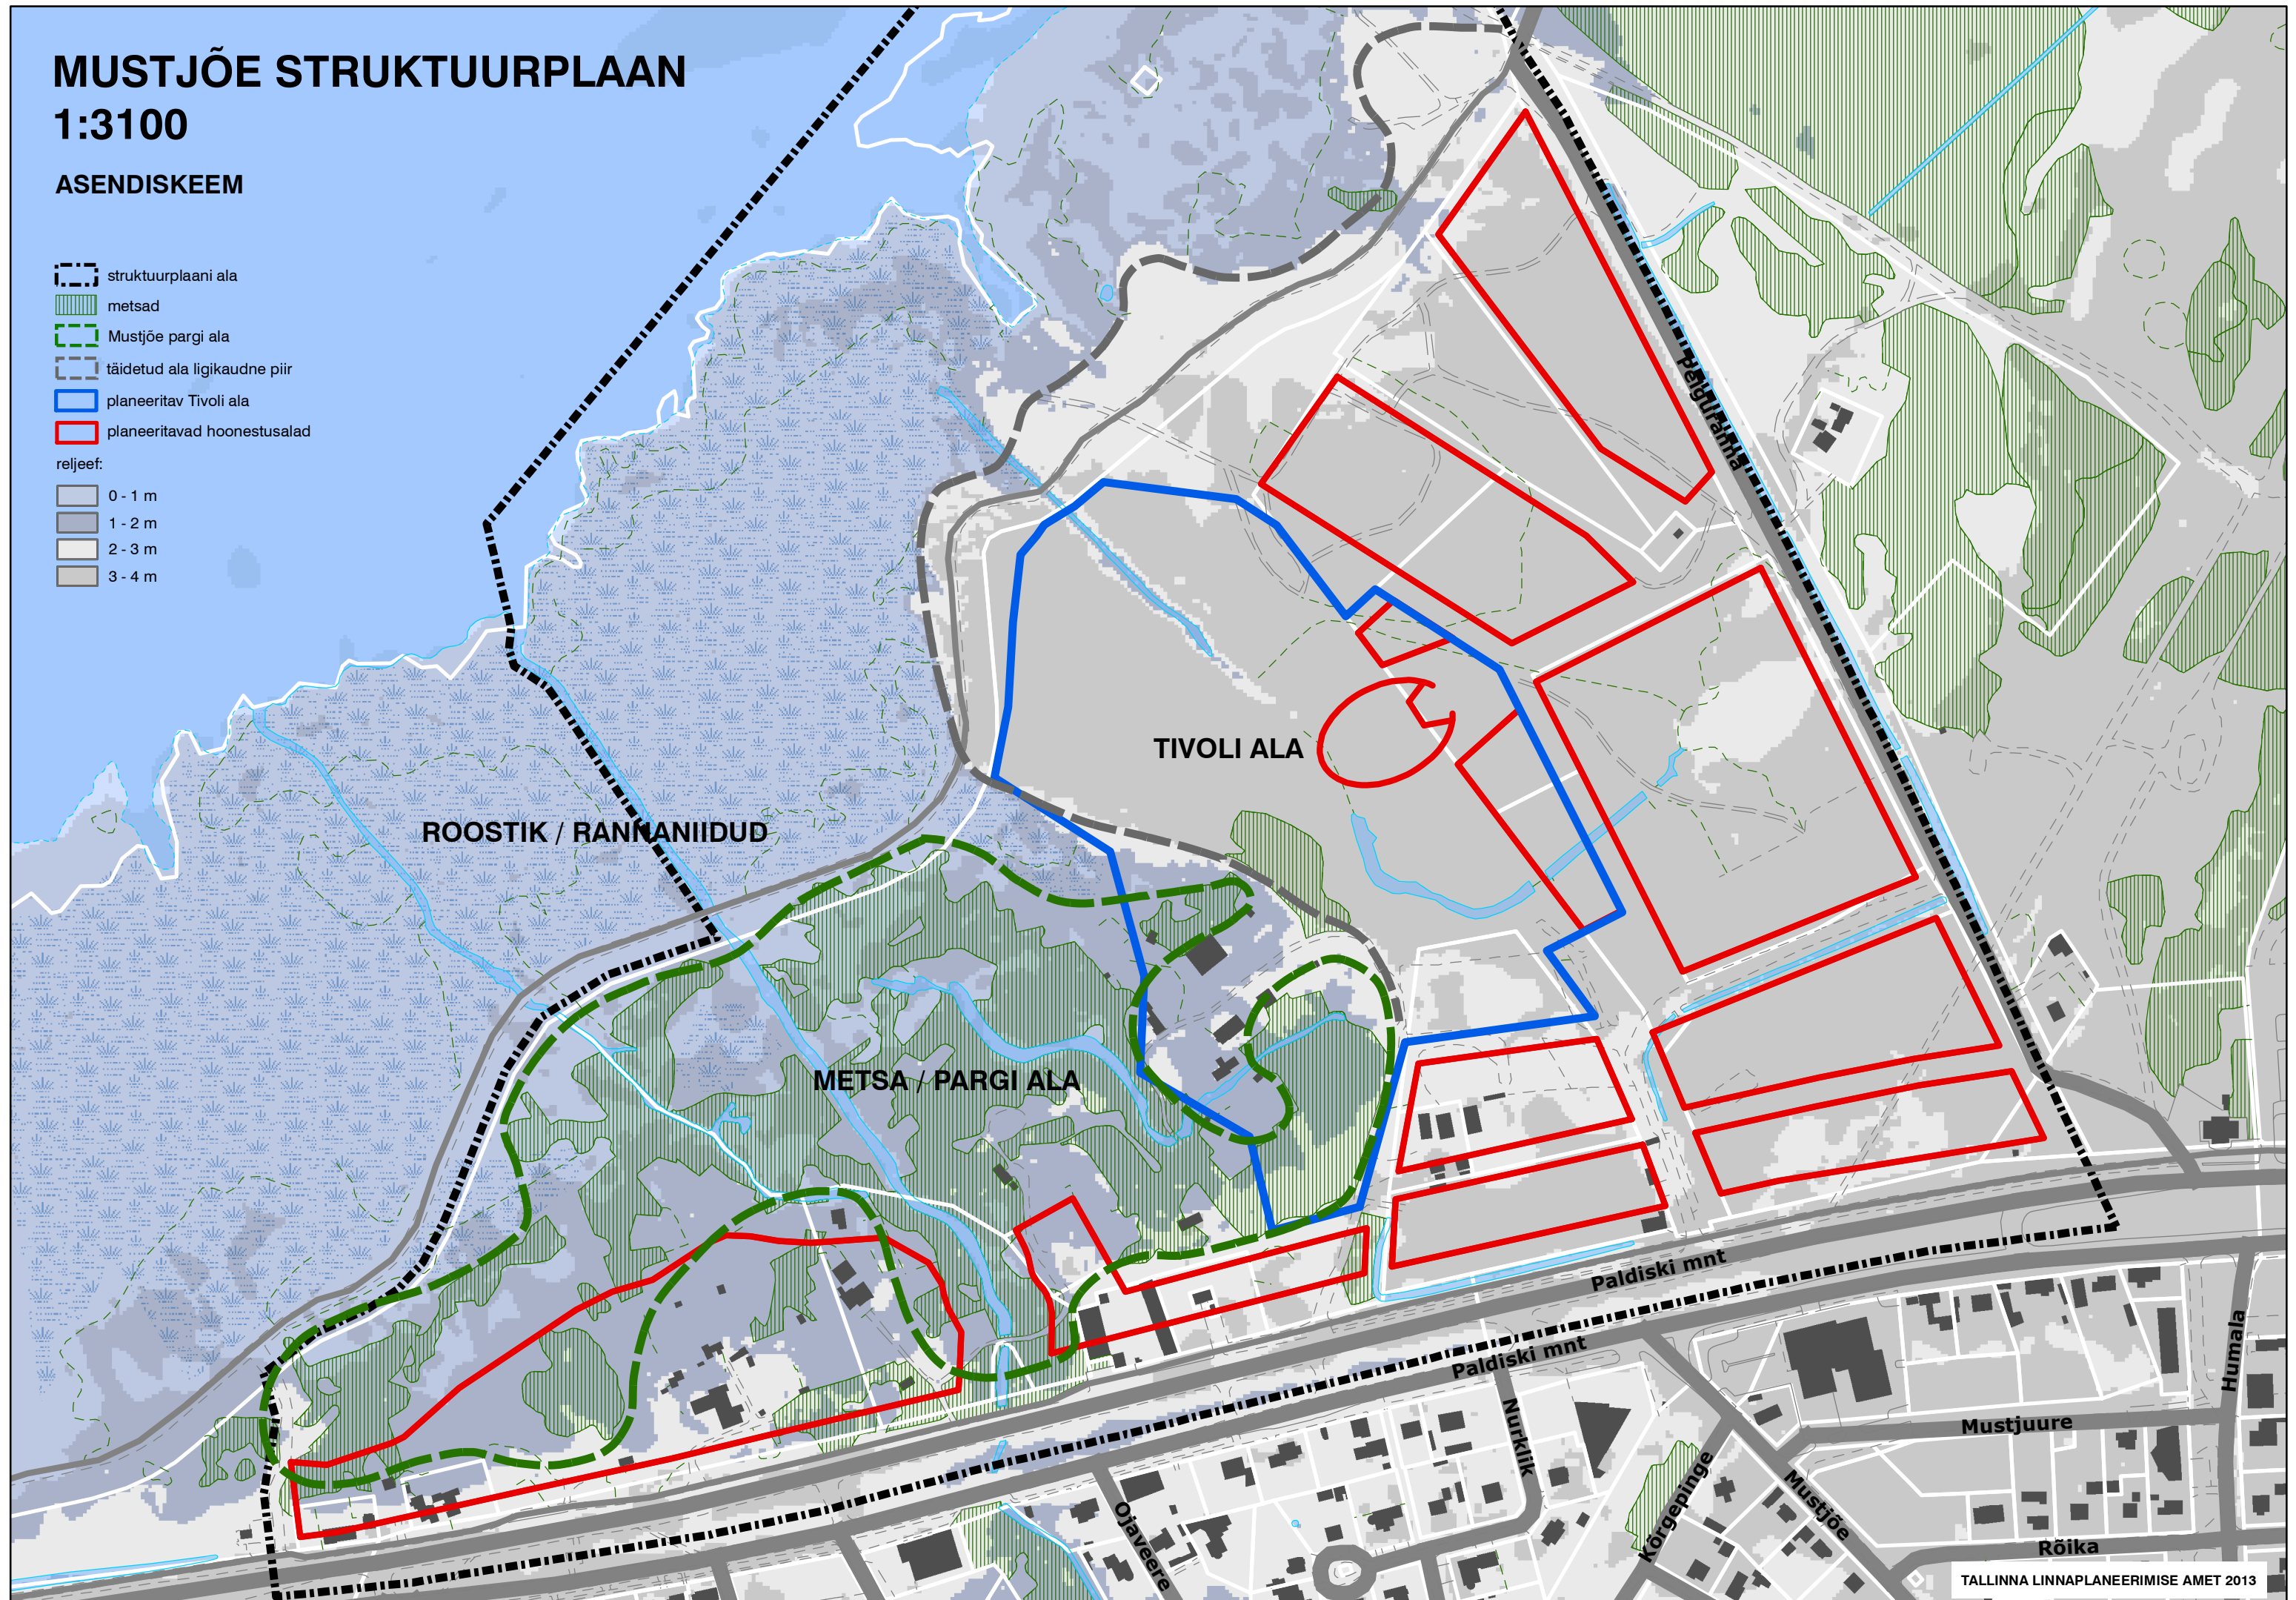 MUSTJÕE STRUKTUURPLAAN
1:3100
ASENDISKEEM
struktuurplaani ala
metsad
Mustjõe pargi ala
täidetud ala ligikaudne piir
planeeritav Tivoli ala
planeeritavad hoonestusalad
reljeef:
0 - 1 m
1 - 2 m
2 - 3 m
3 - 4 m
Pelguranna
TIVOLI ALA
ROOSTIK / RANNANIIDUD
METSA / PARGI ALA
Paldiski mnt
Paldiski mnt
Nurklik
Ojaveere
Kõrgepinge
Mustjõe
Mustjuure
Humala
Rõika
TALLINNA LINNAPLANEERIMISE AMET 2013